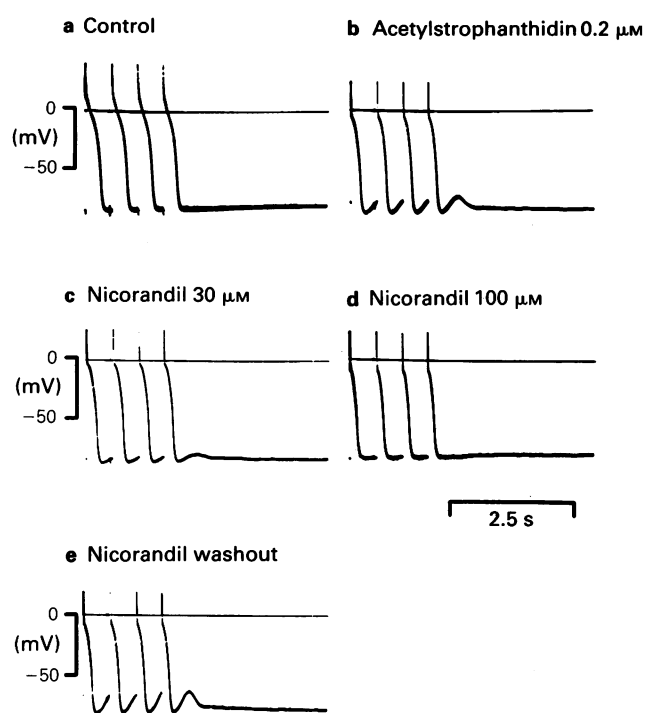 a Control
b Acetylstrophanthidin 0.2 μM
0
(mV)
−50
c Nicorandil 30 μM
d Nicorandil 100 μM
0
(mV)
−50
2.5 s
e Nicorandil washout
0
(mV)
−50